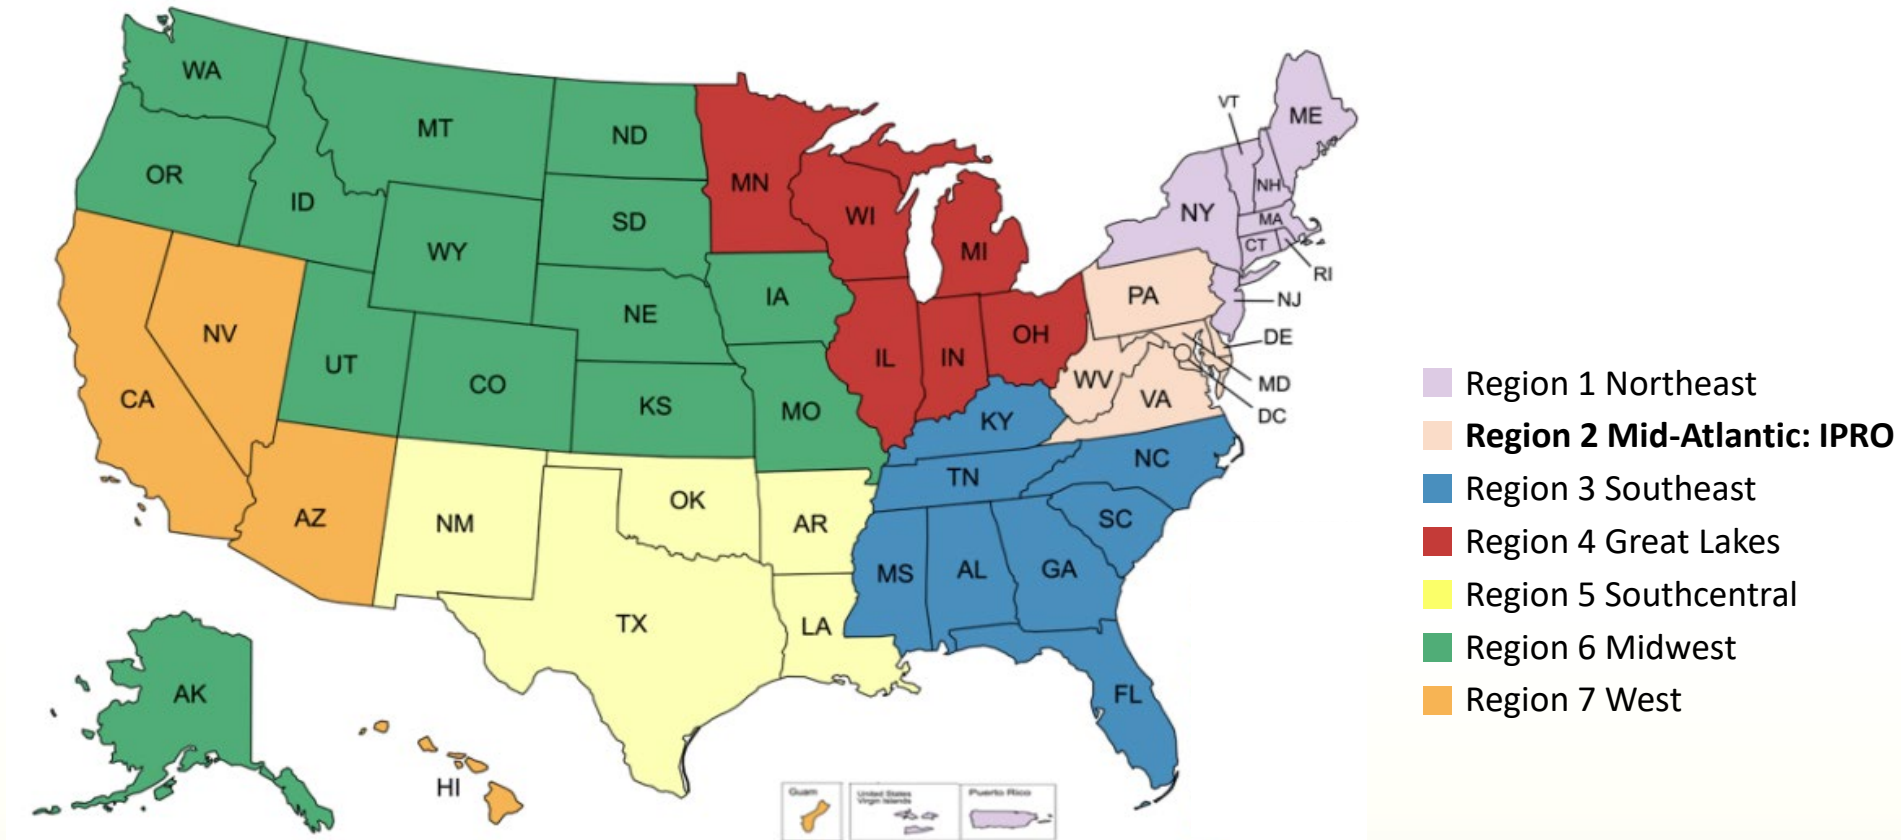 WA
MT
ND
OR
ID
MN
SD
WY
WI
MI
VT
ME
NH
NY
MA
CT
RI
NV
UT
CO
NE
IA
PA
NJ
OH
IL
IN
DE
CA
KS
MO
WV
VA
MD
DC
KY
NC
TN
AZ
NM
OK
AR
SC
MS
AL
GA
TX
LA
AK
FL
HI
Guam
United States
Virgin Islands
Puerto Rico
Region 1 Northeast
Region 2 Mid-Atlantic: IPRO
Region 3 Southeast
Region 4 Great Lakes
Region 5 Southcentral
Region 6 Midwest
Region 7 West